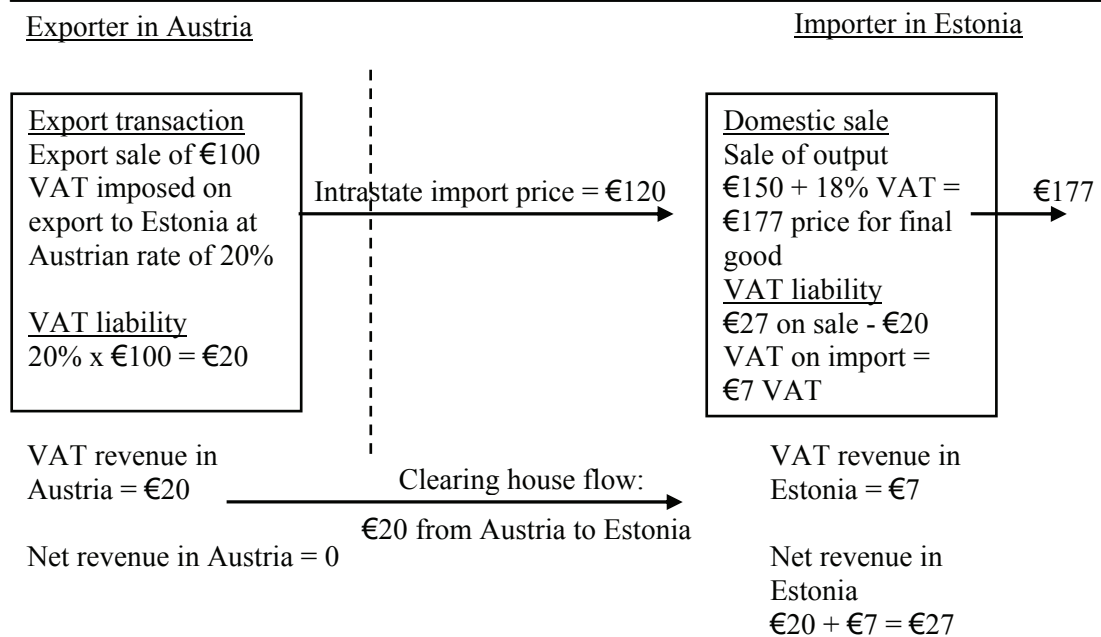 Exporter in Austria
Importer in Estonia
Export transaction
Export sale of €100
VAT imposed on
export to Estonia at
Austrian rate of 20%
VAT liability
20% x €100 = €20
Intrastate import price = €120
Domestic sale
Sale of output
€150 + 18% VAT =
€177 price for final
good
VAT liability
€27 on sale - €20
VAT on import =
€7 VAT
€177
VAT revenue in
Austria = €20
Net revenue in Austria = 0
Clearing house flow:
€20 from Austria to Estonia
VAT revenue in
Estonia = €7
Net revenue in
Estonia
€20 + €7 = €27